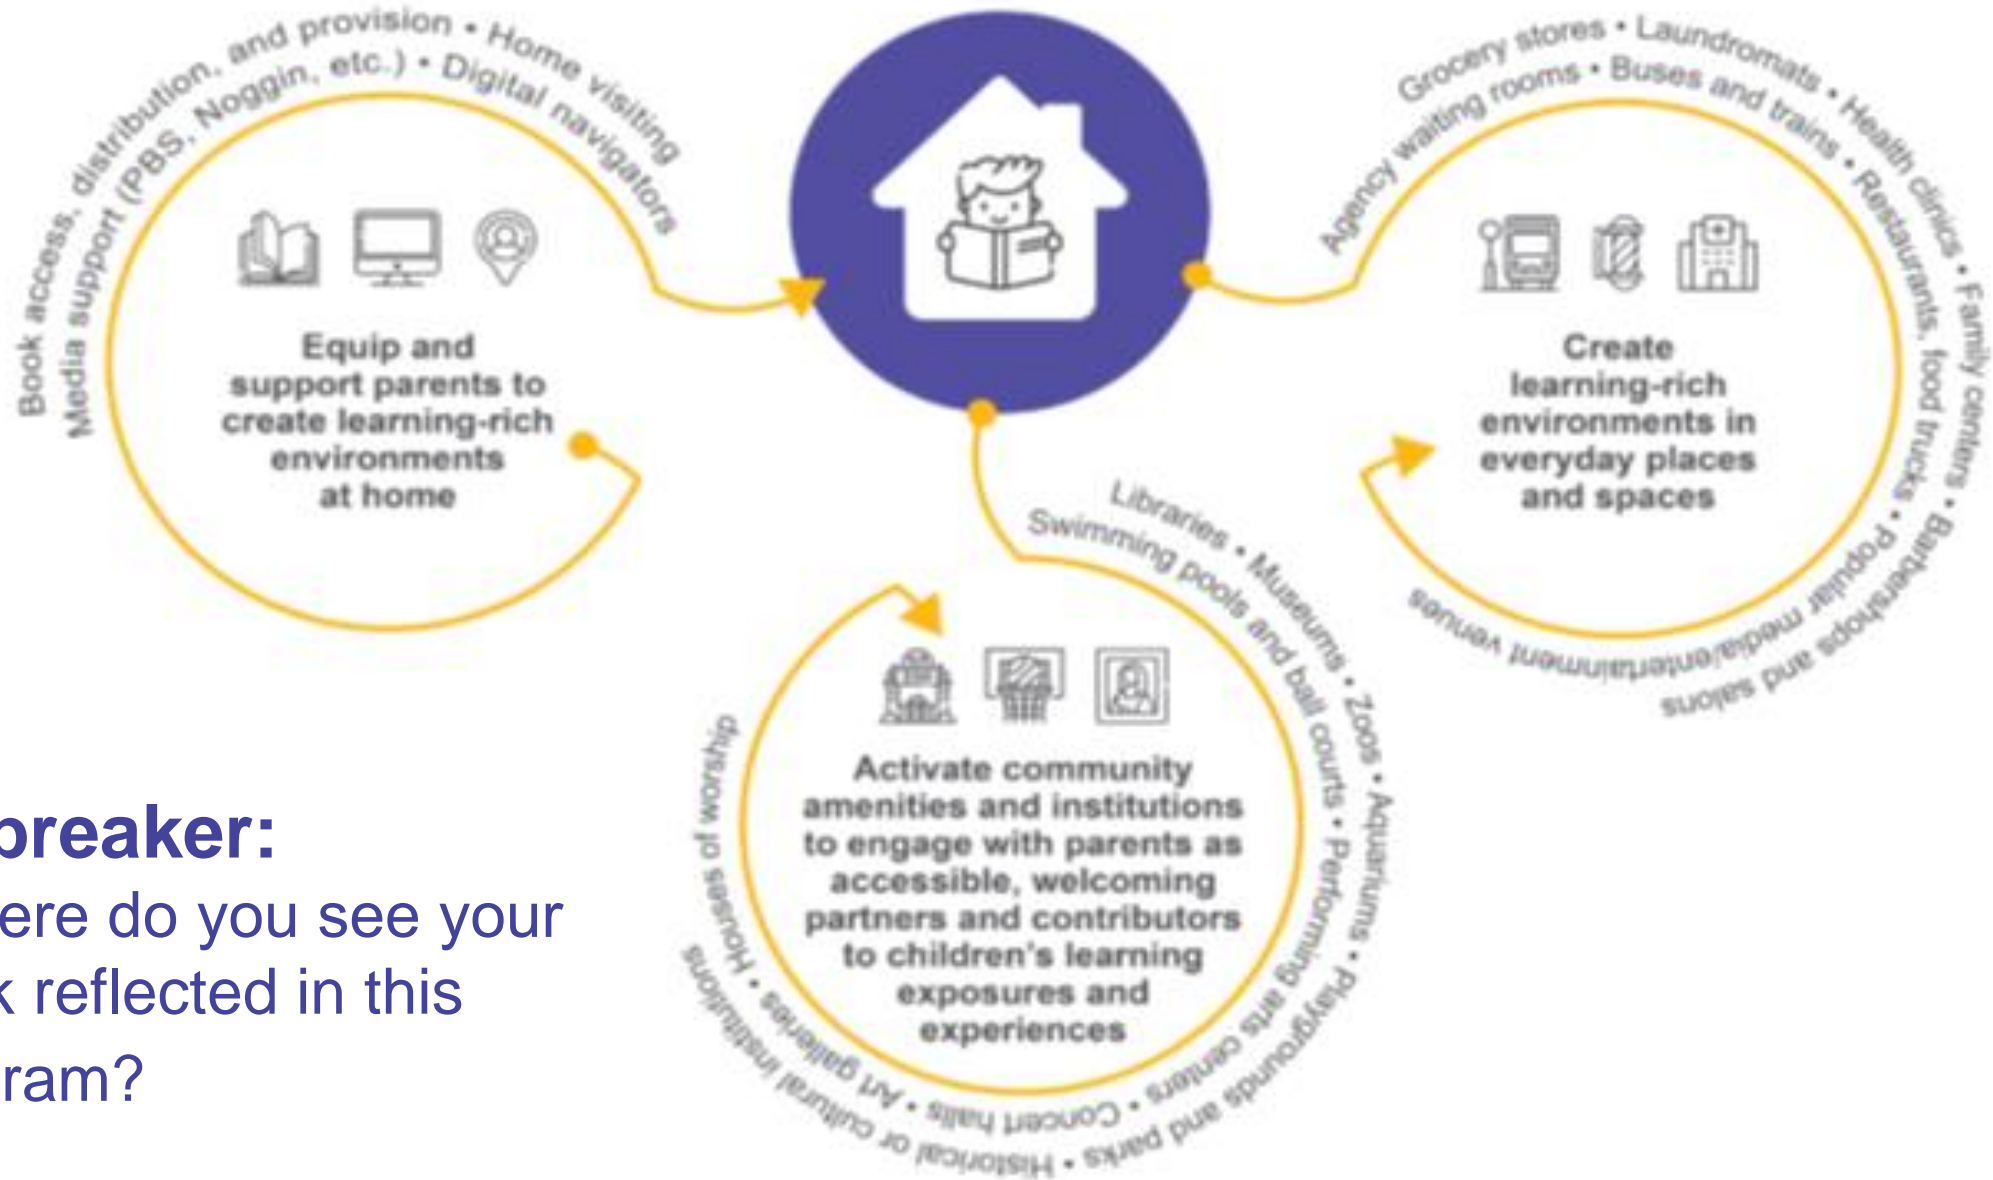 Book access, distribution, and provision • Home visiting
Media support (PBS, Noggin, etc.) • Digital navigators
Equip and
support parents to
create learning-rich
environments
at home
Grocery stores • Laundromats • Health clinics • Family centers • Barbershops and salons
Agency waiting rooms • Buses and trains • Restaurants, food trucks • Popular media/entertainment venues
Create
learning-rich
environments in
everyday places
and spaces
Libraries • Museums • Zoos • Aquariums • Playgrounds and parks • Historical or cultural institutions
Swimming pools and ball courts • Performing arts centers • Concert halls • Art galleries • Houses of worship
Activate community
amenities and institutions
to engage with parents as
accessible, welcoming
partners and contributors
to children's learning
exposures and
experiences
breaker:
ere do you see your
k reflected in this
ram?